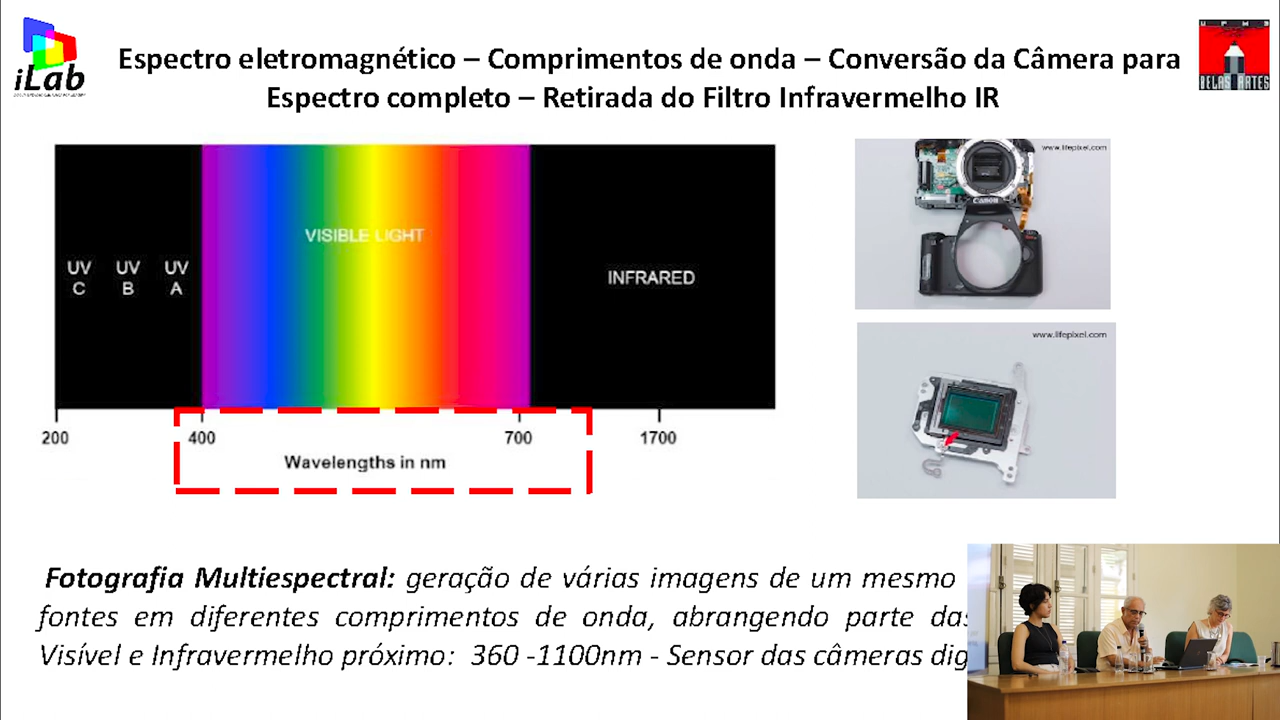 iLab
Espectro eletromagnético – Comprimentos de onda – Conversão da Câmera para
Espectro completo – Retirada do Filtro Infravermelho IR
UFMG
BELAS ARTES
VISIBLE LIGHT
UV
C
UV
B
UV
A
INFRARED
200
400
700
1700
Wavelengths in nm
www.lifepixel.com
Canon
www.lifepixel.com
Fotografia Multiespectral: geração de várias imagens de um mesmo
fontes em diferentes comprimentos de onda, abrangendo parte das
Visível e Infravermelho próximo: 360 -1100nm - Sensor das câmeras dig